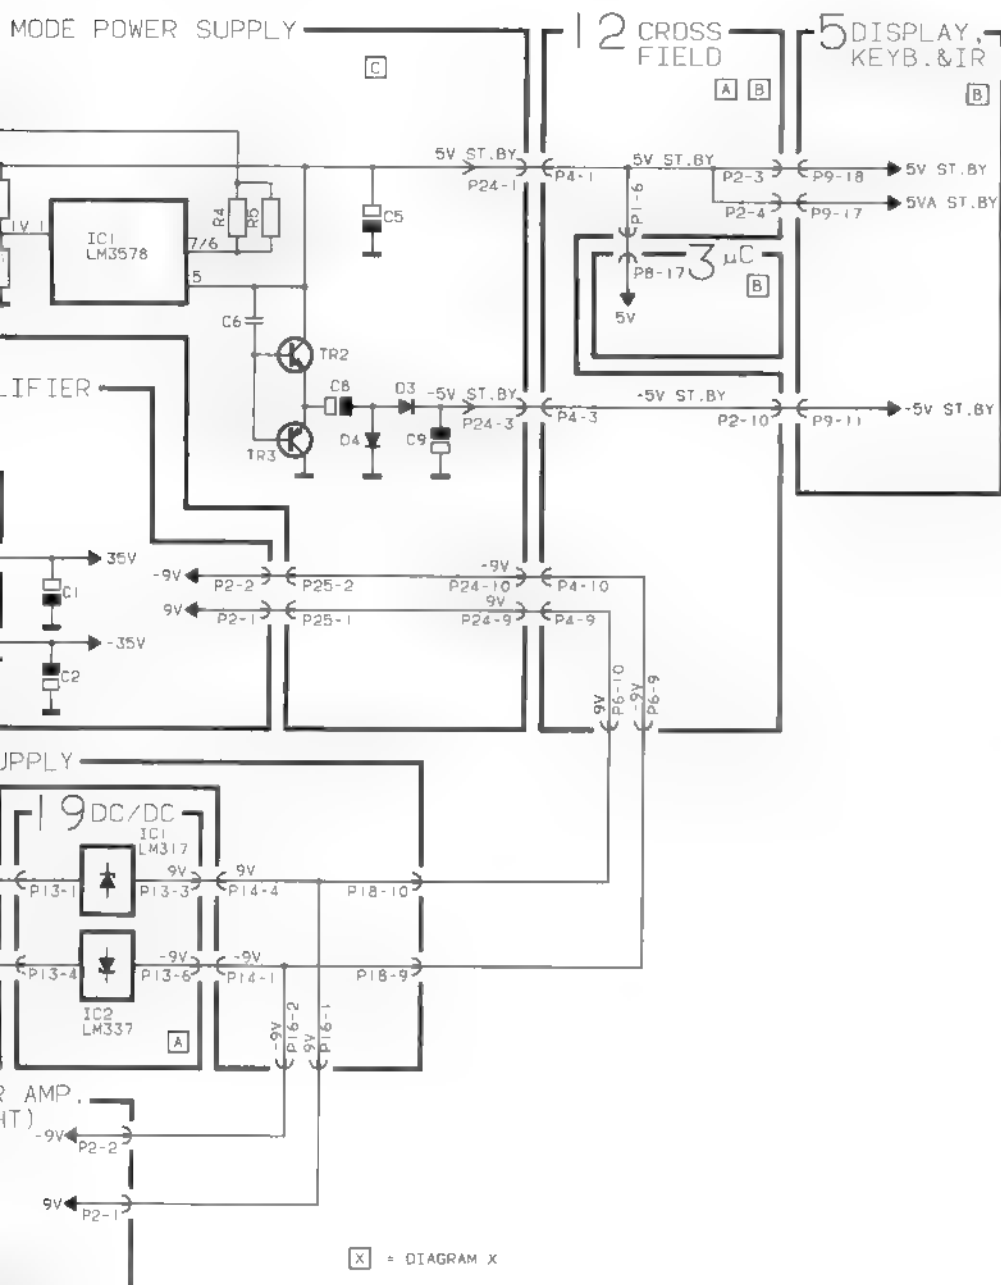 MODE POWER SUPPLY
C
12 CROSS
FIELD
A B
5 DISPLAY,
KEYB.&IR
B
5V ST.BY
P24-1
P4-1
5V ST.BY
P2-3
P9-18
5V ST.BY
P2-4
P9-17
5VA ST.BY
P1-6
R4
R5
C5
1V1
IC1
LM3578
7/6
5
3 µC
P8-17
B
5V
C6
TR2
LIFIER
C8
D3
-5V ST.BY
P24-3
P4-3
-5V ST.BY
P2-10
P9-11
-5V ST.BY
TR3
D4
C9
35V
C1
-35V
C2
-9V
P2-2
P25-2
-9V
P24-10
P4-10
9V
P2-1
P25-1
9V
P24-9
P4-9
9V
P6-10
-9V
P6-9
UPPLY
19 DC/DC
IC1
LM317
P13-1
9V
P13-3
9V
P14-4
P18-10
P13-4
-9V
P13-6
-9V
P14-1
P18-9
IC2
LM337
A
-9V
P16-2
9V
P16-1
R AMP.
HT)
-9V
P2-2
9V
P2-1
X = DIAGRAM X